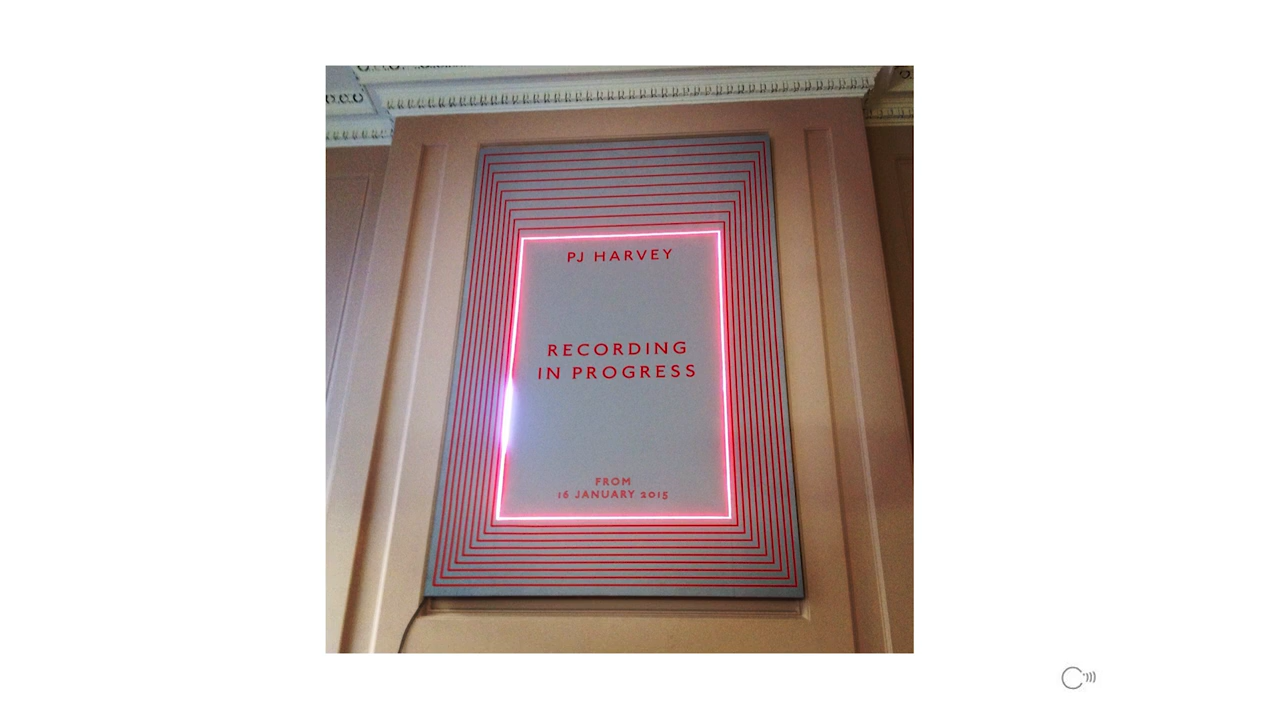 PJ HARVEY
RECORDING
IN PROGRESS
FROM
16 JANUARY 2015